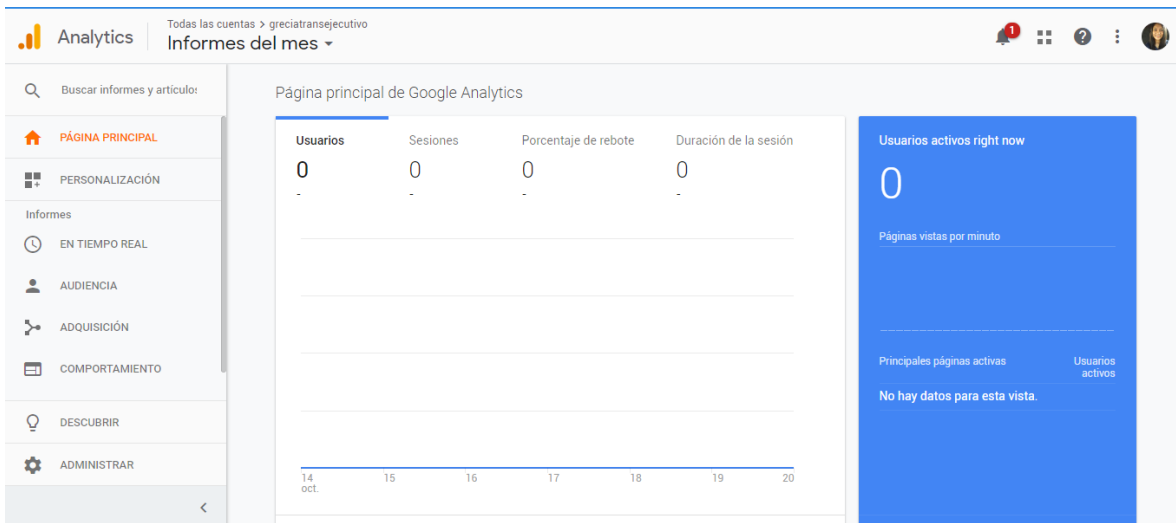 Analytics
Todas las cuentas > greciatransejecutivo
Informes del mes
1
Buscar informes y artículos
PÁGINA PRINCIPAL
PERSONALIZACIÓN
Informes
EN TIEMPO REAL
AUDIENCIA
ADQUISICIÓN
COMPORTAMIENTO
DESCUBRIR
ADMINISTRAR
Página principal de Google Analytics
Usuarios Sesiones Porcentaje de rebote Duración de la sesión
0 0 0 0
- - - -
14 15 16 17 18 19 20
oct.
Usuarios activos right now
0
Páginas vistas por minuto
Principales páginas activas Usuarios
activos
No hay datos para esta vista.